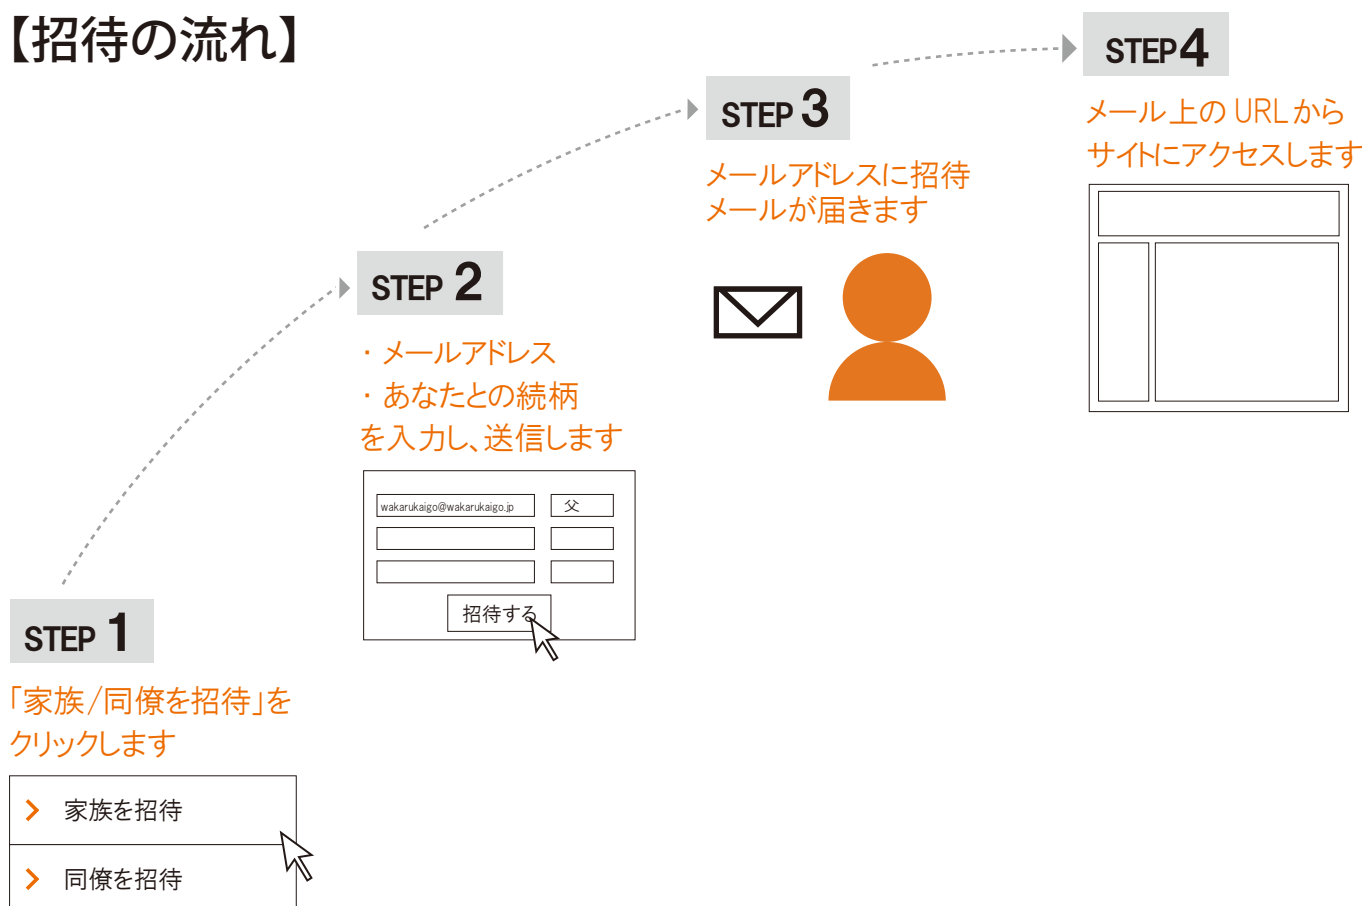 【招待の流れ】
STEP 1
「家族/同僚を招待」を
クリックします
家族を招待
同僚を招待
STEP 2
・メールアドレス
・あなたとの続柄
を入力し、送信します
wakarukaigo@wakarukaigo.jp 父
招待する
STEP 3
メールアドレスに招待
メールが届きます
STEP4
メール上の URL から
サイトにアクセスします